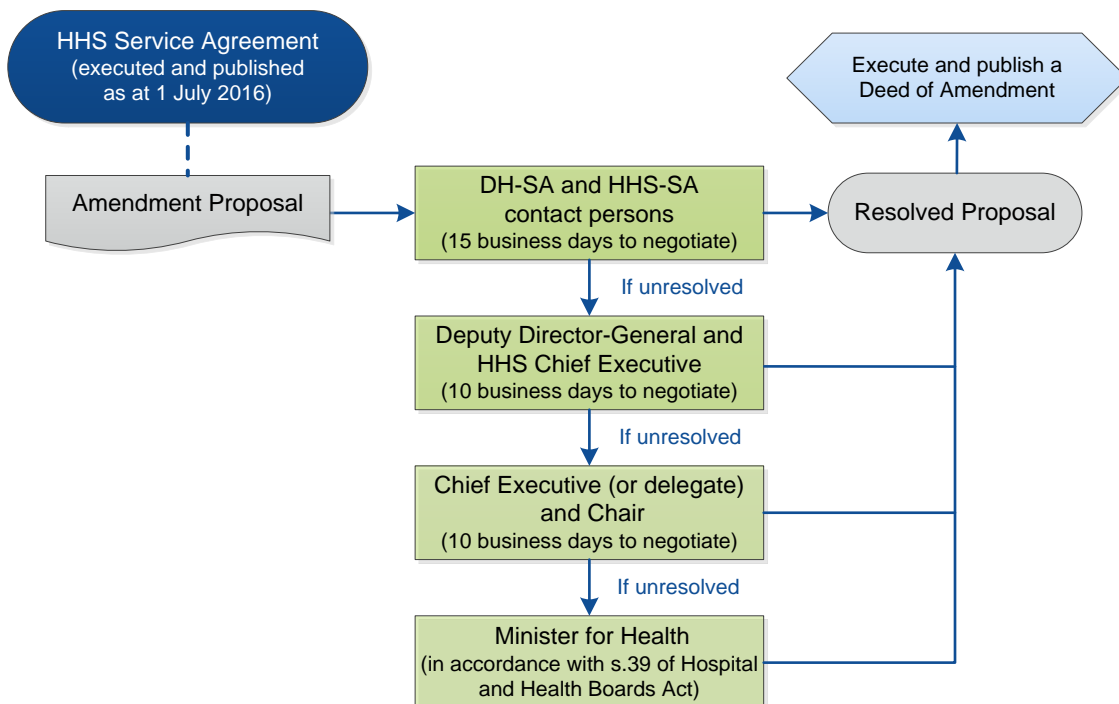 HHS Service Agreement
(executed and published
as at 1 July 2016)
Execute and publish a
Deed of Amendment
Amendment Proposal
DH-SA and HHS-SA
contact persons
(15 business days to negotiate)
Resolved Proposal
If unresolved
Deputy Director-General and
HHS Chief Executive
(10 business days to negotiate)
If unresolved
Chief Executive (or delegate)
and Chair
(10 business days to negotiate)
If unresolved
Minister for Health
(in accordance with s.39 of Hospital
and Health Boards Act)